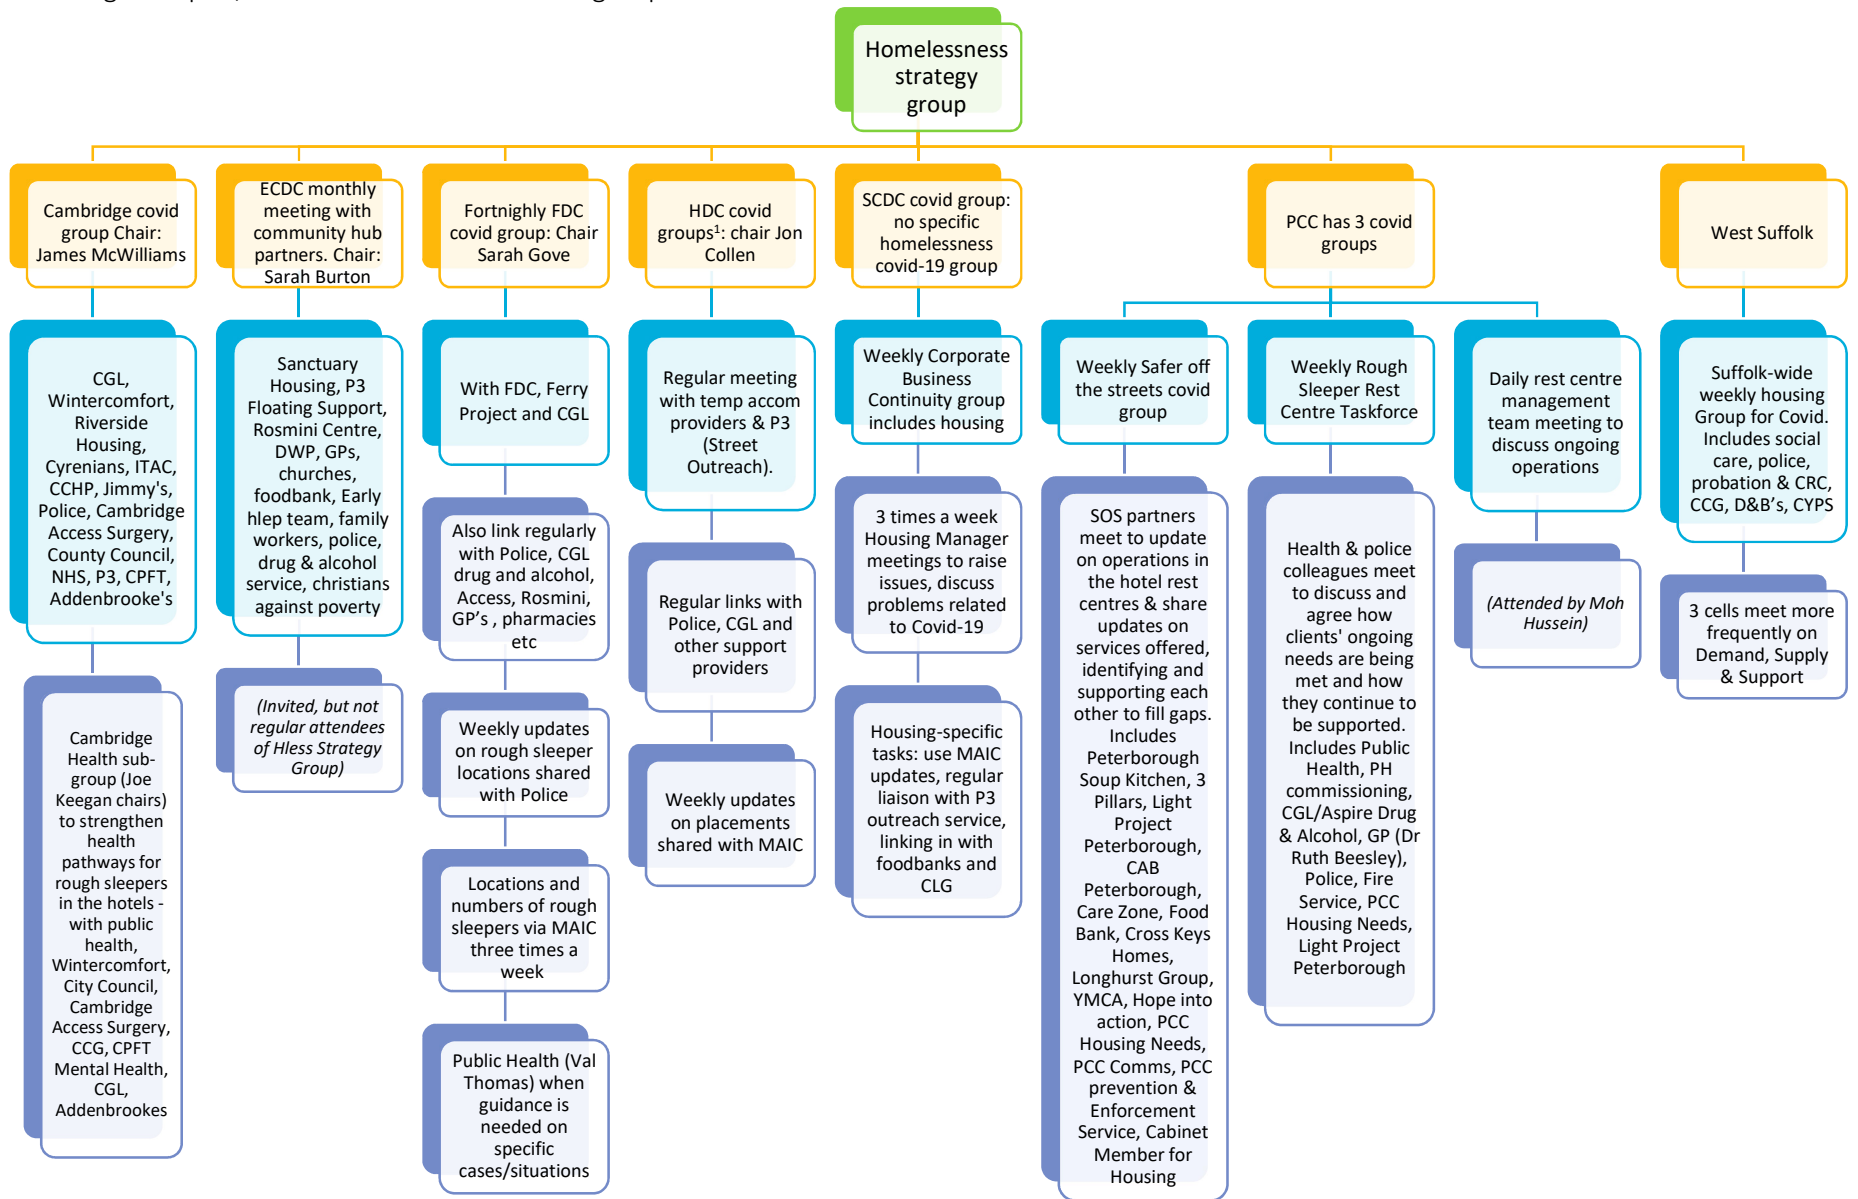 Homelessness
strategy
group
Cambridge covid
group Chair:
James McWilliams
ECDC monthly
meeting with
community hub
partners. Chair:
Sarah Burton
Fortnighly FDC
covid group: Chair
Sarah Gove
HDC covid
groups¹: chair Jon
Collen
SCDC covid group:
no specific
homelessness
covid-19 group
PCC has 3 covid
groups
West Suffolk
CGL,
Wintercomfort,
Riverside
Housing,
Cyrenians, ITAC,
CCHP, Jimmy's,
Police, Cambridge
Access Surgery,
County Council,
NHS, P3, CPFT,
Addenbrooke's
Sanctuary
Housing, P3
Floating Support,
Rosmini Centre,
DWP, GPs,
churches,
foodbank, Early
hlep team, family
workers, police,
drug & alcohol
service, christians
against poverty
With FDC, Ferry
Project and CGL
Regular meeting
with temp accom
providers & P3
(Street
Outreach).
Weekly Corporate
Business
Continuity group
includes housing
Weekly Safer off
the streets covid
group
Weekly Rough
Sleeper Rest
Centre Taskforce
Daily rest centre
management
team meeting to
discuss ongoing
operations
Suffolk-wide
weekly housing
Group for Covid.
Includes social
care, police,
probation & CRC,
CCG, D&B’s, CYPS
Cambridge
Health sub-
group (Joe
Keegan chairs)
to strengthen
health
pathways for
rough sleepers
in the hotels -
with public
health,
Wintercomfort,
City Council,
Cambridge
Access Surgery,
CCG, CPFT
Mental Health,
CGL,
Addenbrookes
(Invited, but not
regular attendees
of Hless Strategy
Group)
Also link regularly
with Police, CGL
drug and alcohol,
Access, Rosmini,
GP’s , pharmacies
etc
Weekly updates
on rough sleeper
locations shared
with Police
Locations and
numbers of rough
sleepers via MAIC
three times a
week
Public Health (Val
Thomas) when
guidance is
needed on
specific
cases/situations
Regular links with
Police, CGL and
other support
providers
Weekly updates
on placements
shared with MAIC
3 times a week
Housing Manager
meetings to raise
issues, discuss
problems related
to Covid-19
Housing-specific
tasks: use MAIC
updates, regular
liaison with P3
outreach service,
linking in with
foodbanks and
CLG
SOS partners
meet to update
on operations in
the hotel rest
centres & share
updates on
services offered,
identifying and
supporting each
other to fill gaps.
Includes
Peterborough
Soup Kitchen, 3
Pillars, Light
Project
Peterborough,
CAB
Peterborough,
Care Zone, Food
Bank, Cross Keys
Homes,
Longhurst Group,
YMCA, Hope into
action, PCC
Housing Needs,
PCC Comms, PCC
prevention &
Enforcement
Service, Cabinet
Member for
Housing
Health & police
colleagues meet
to discuss and
agree how
clients' ongoing
needs are being
met and how
they continue to
be supported.
Includes Public
Health, PH
commissioning,
CGL/Aspire Drug
& Alcohol, GP (Dr
Ruth Beesley),
Police, Fire
Service, PCC
Housing Needs,
Light Project
Peterborough
(Attended by Moh
Hussein)
3 cells meet more
frequently on
Demand, Supply
& Support